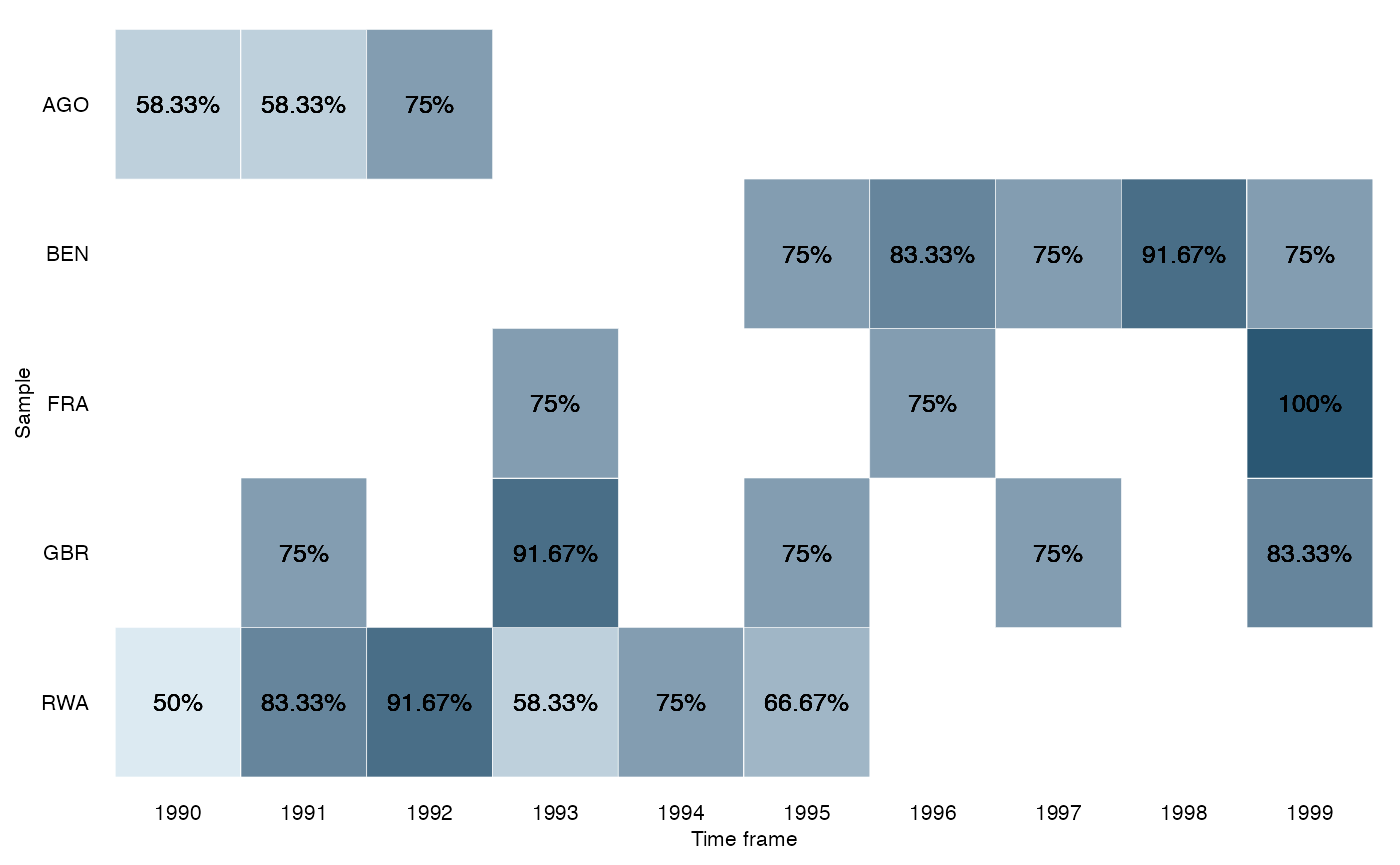 AGO 58.33% 58.33% 75%
BEN 75% 83.33% 75% 91.67% 75%
Sample
FRA 75% 75% 100%
GBR 75% 91.67% 75% 75% 83.33%
RWA 50% 83.33% 91.67% 58.33% 75% 66.67%
1990 1991 1992 1993 1994 1995 1996 1997 1998 1999
Time frame